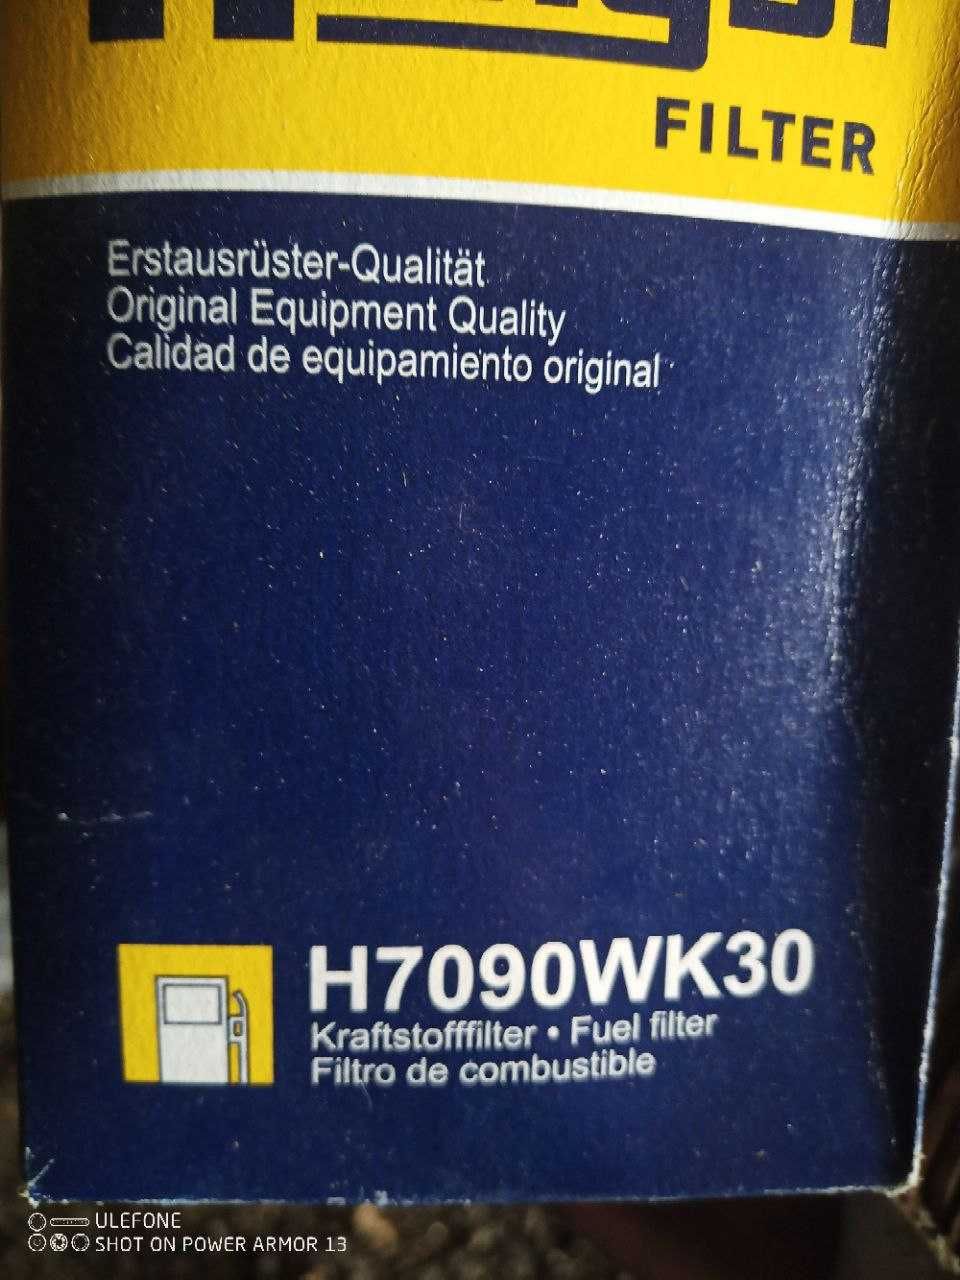 FILTER
Erstausrüster-Qualität
Original Equipment Quality
Calidad de equipamiento original
H7090WK30
Kraftstofffilter • Fuel filter
Filtro de combustible
ULEFONE
SHOT ON POWER ARMOR 13